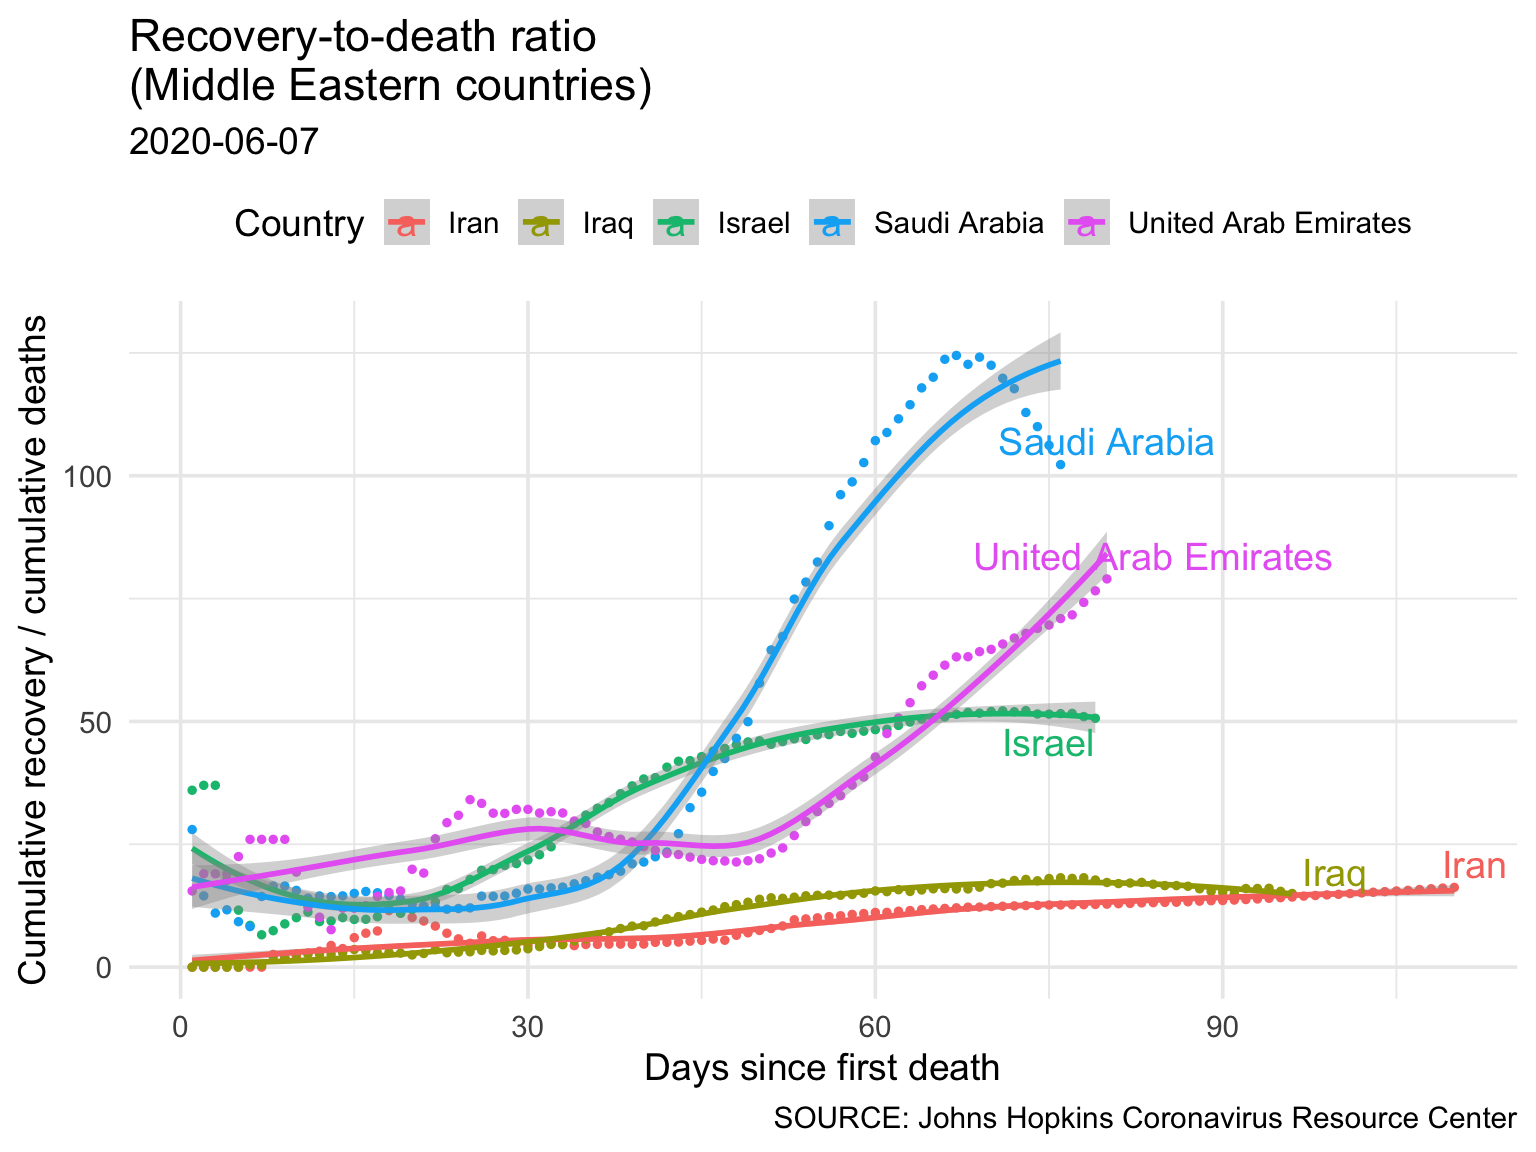 Recovery-to-death ratio
(Middle Eastern countries)
2020-06-07
Country a Iran a Iraq a Israel a Saudi Arabia a United Arab Emirates
Cumulative recovery / cumulative deaths
100
50
0
Saudi Arabia
United Arab Emirates
Israel
Iraq
Iran
0 30 60 90
Days since first death
SOURCE: Johns Hopkins Coronavirus Resource Center